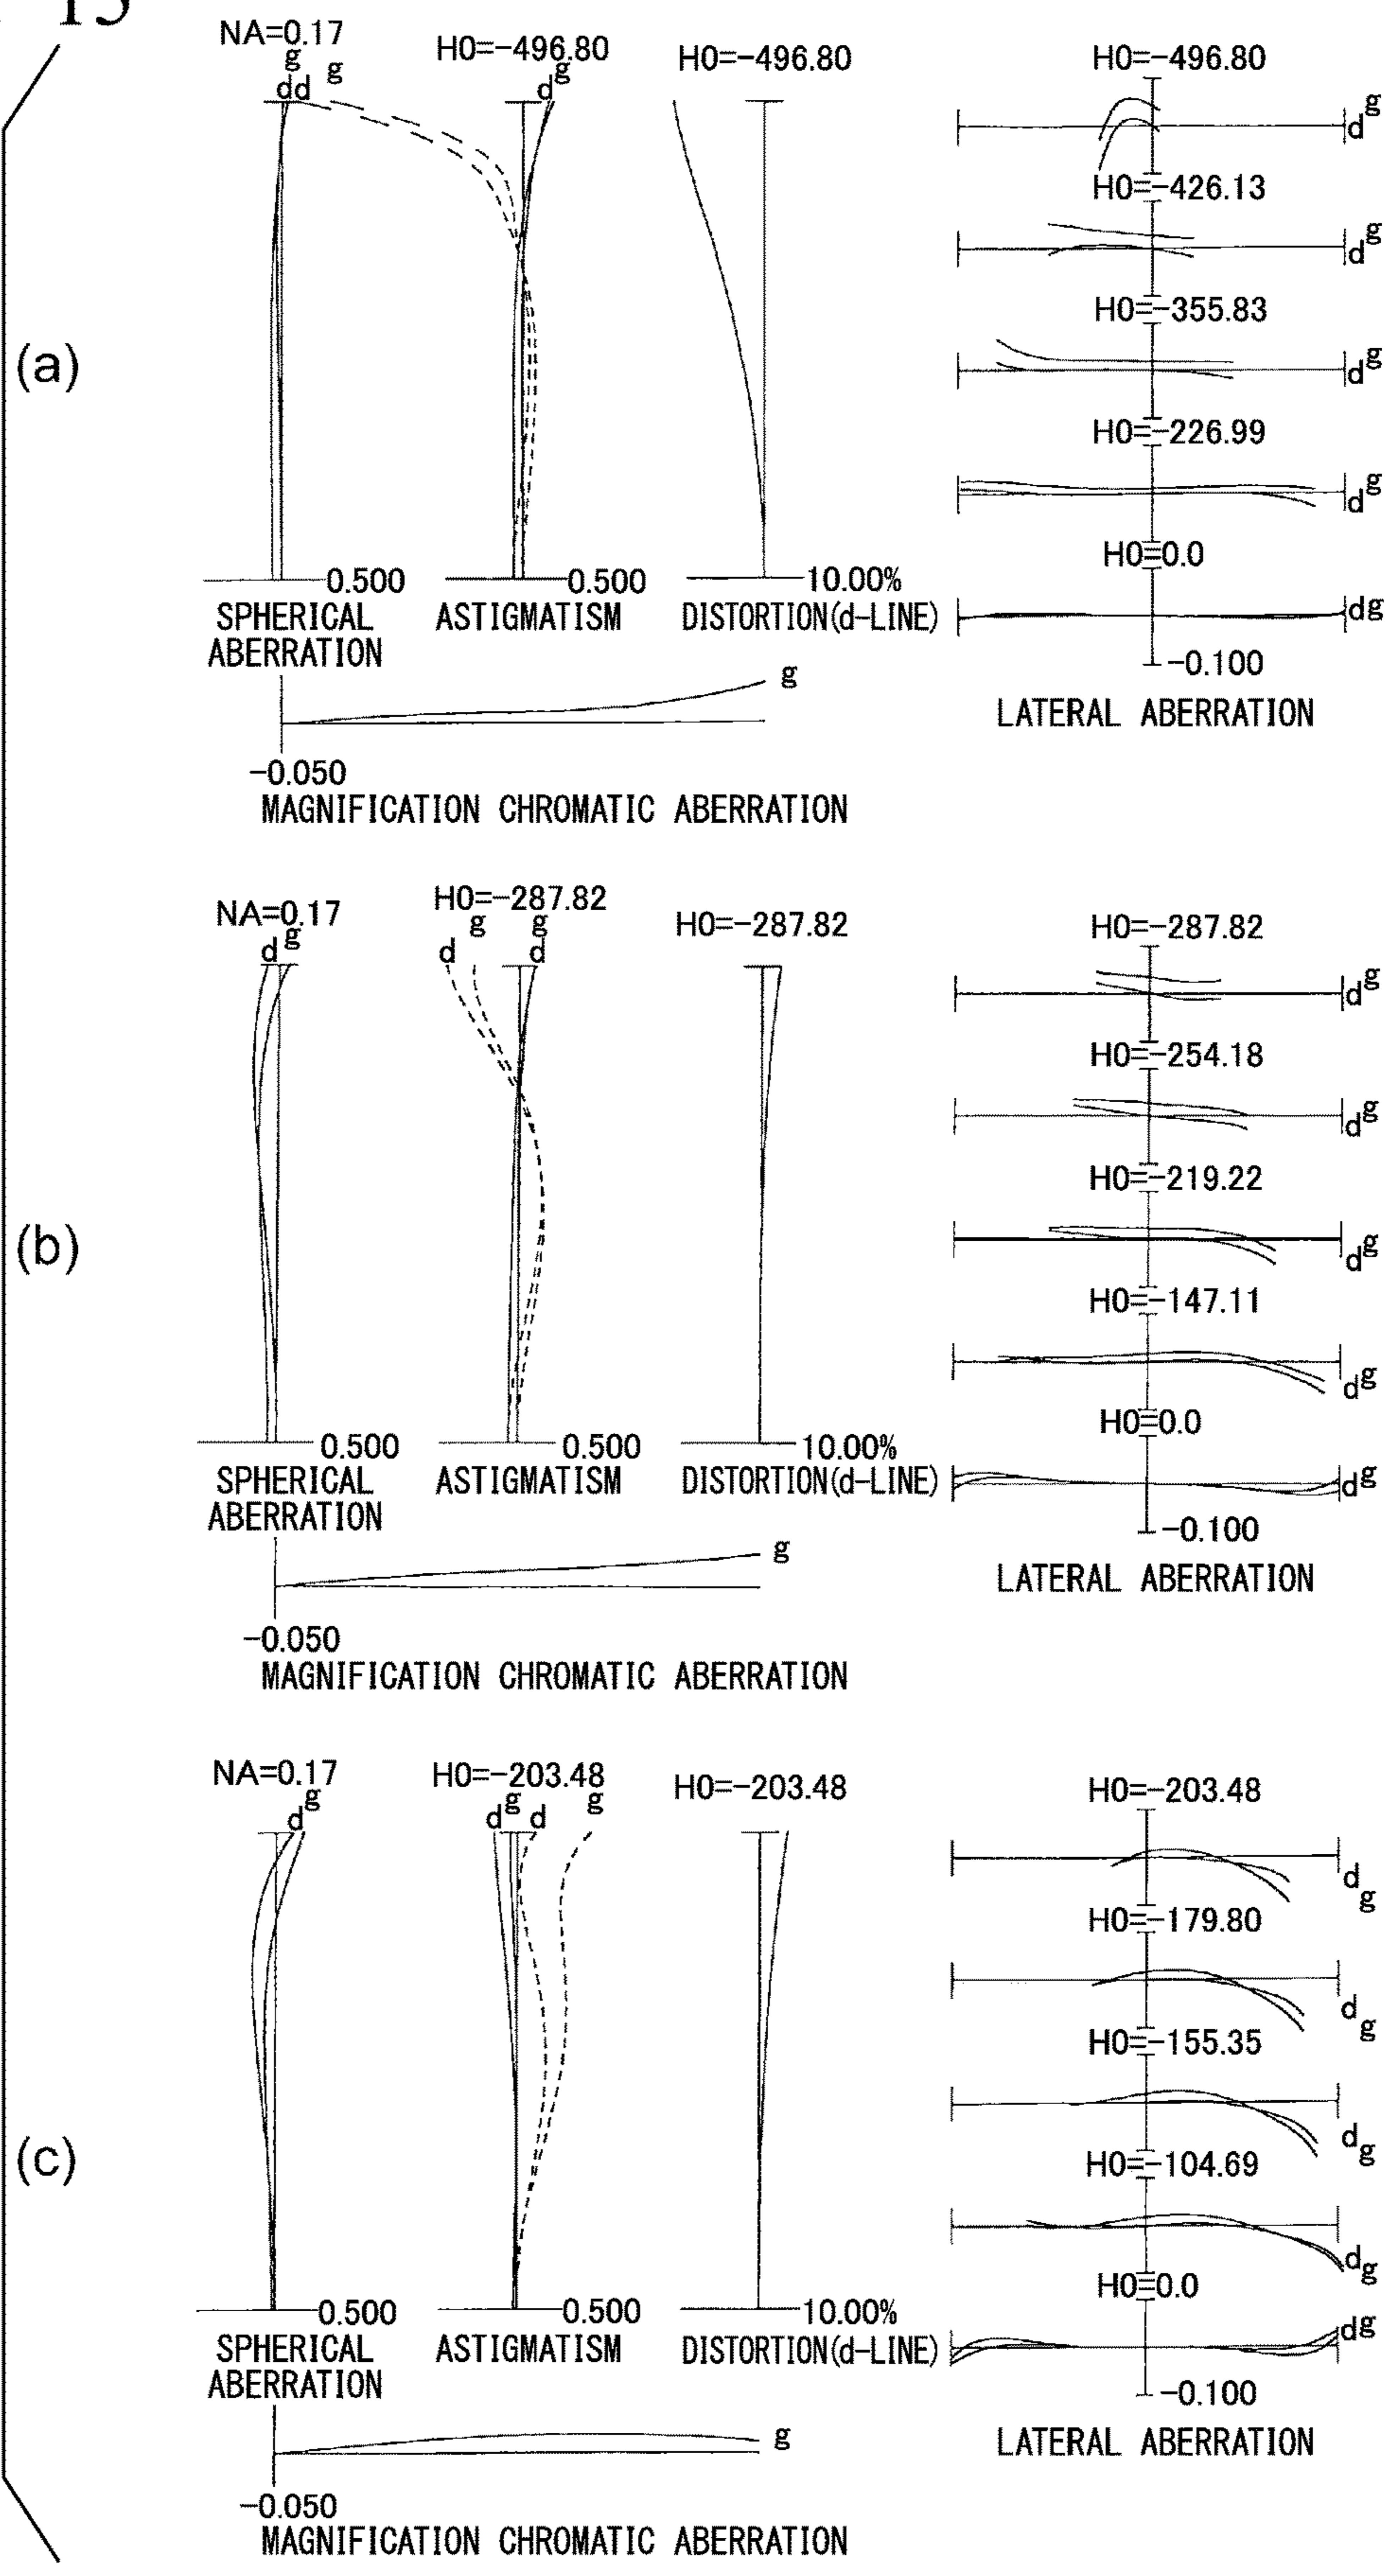 15
(a)
NA=0.17
g
dd g
H0=-496.80
d g
H0=-496.80
0.500
SPHERICAL
ABERRATION
0.500
ASTIGMATISM
10.00%
DISTORTION(d-LINE)
g
-0.050
MAGNIFICATION CHROMATIC ABERRATION
H0=-496.80
d g
H0=-426.13
d g
H0=-355.83
d g
H0=-226.99
d g
H0=0.0
d g
-0.100
LATERAL ABERRATION
(b)
NA=0.17
d g
H0=-287.82
g g
d d
H0=-287.82
0.500
SPHERICAL
ABERRATION
0.500
ASTIGMATISM
10.00%
DISTORTION(d-LINE)
g
-0.050
MAGNIFICATION CHROMATIC ABERRATION
H0=-287.82
d g
H0=-254.18
d g
H0=-219.22
d g
H0=-147.11
d g
H0=0.0
d g
-0.100
LATERAL ABERRATION
(c)
NA=0.17
d g
H0=-203.48
d g d g
H0=-203.48
0.500
SPHERICAL
ABERRATION
0.500
ASTIGMATISM
10.00%
DISTORTION(d-LINE)
g
-0.050
MAGNIFICATION CHROMATIC ABERRATION
H0=-203.48
d g
H0=-179.80
d g
H0=-155.35
d g
H0=-104.69
d g
H0=0.0
d g
-0.100
LATERAL ABERRATION